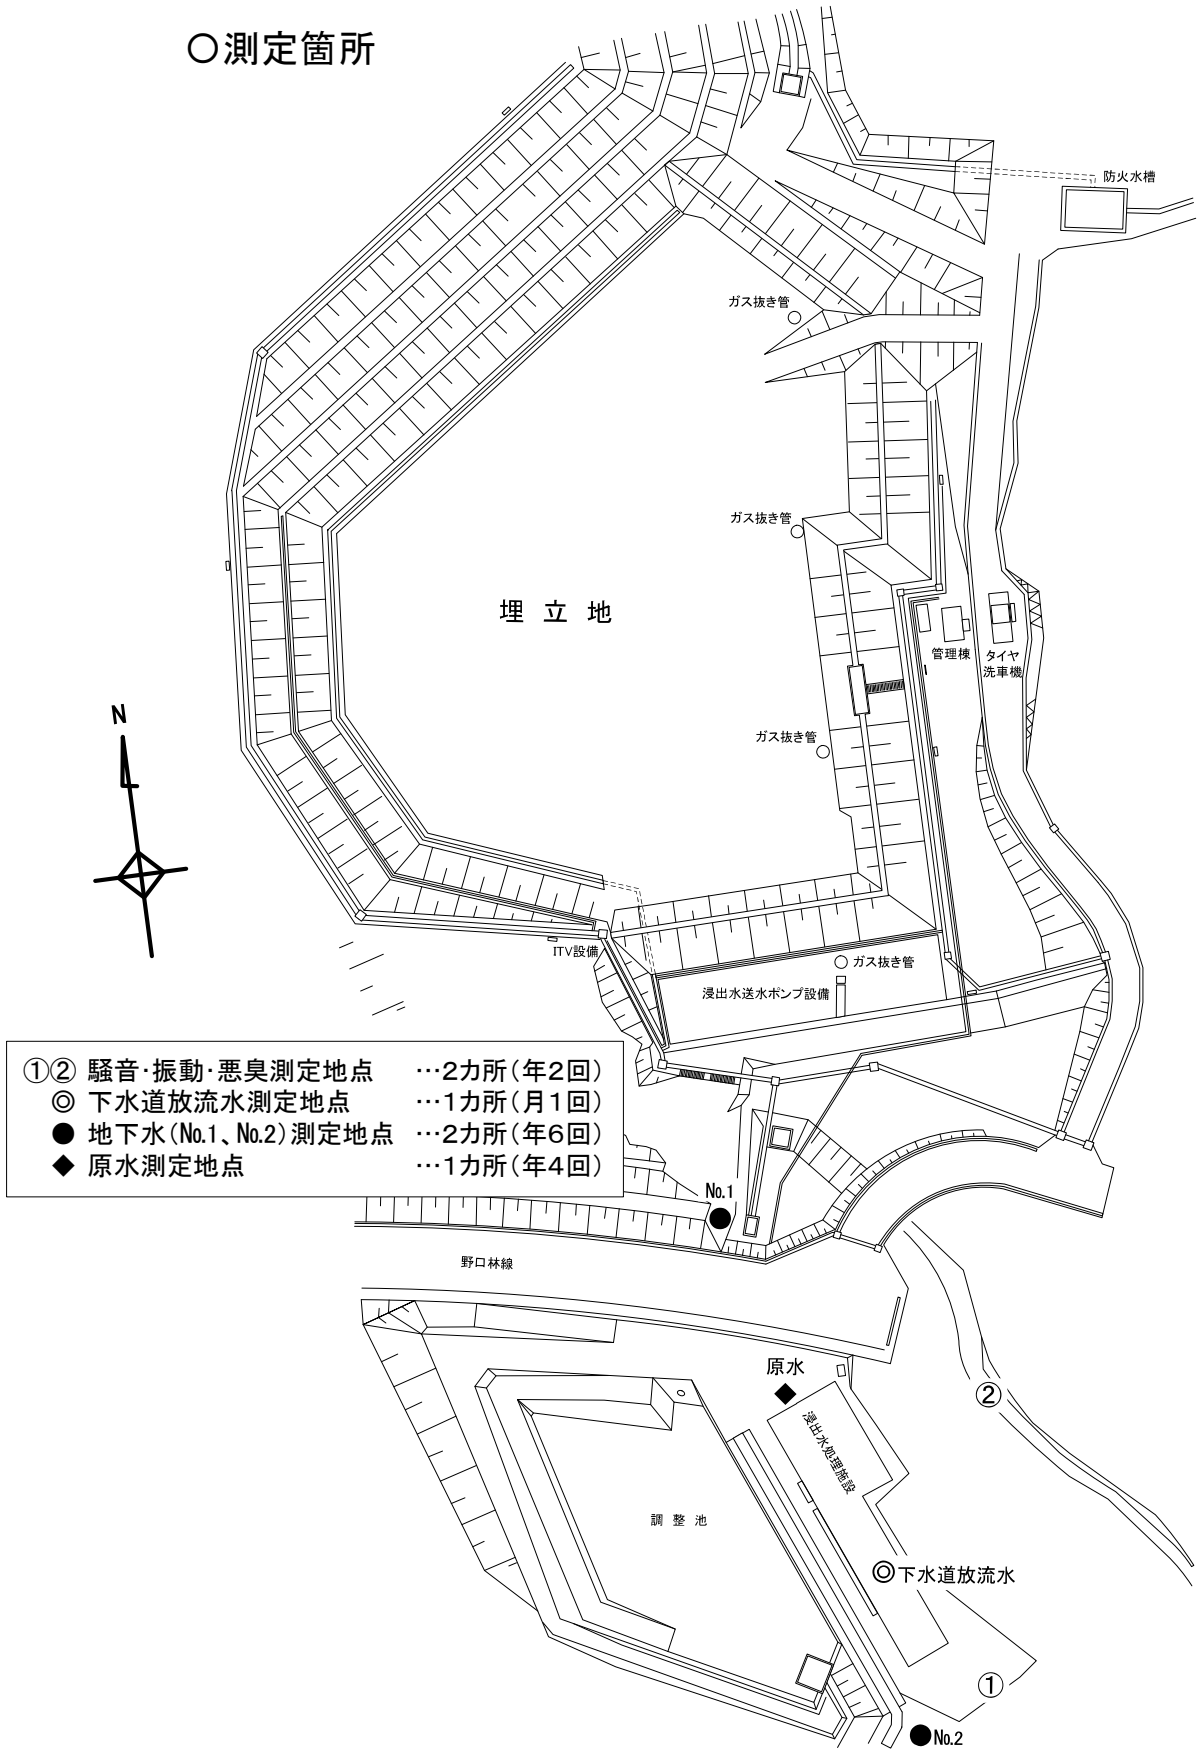 ○測定箇所
防火水槽
ガス抜き管
ガス抜き管
埋立地
管理棟
タイヤ
洗車機
N
ガス抜き管
ITV設備
ガス抜き管
浸出水送水ポンプ設備
①② 騒音・振動・悪臭測定地点 …2カ所(年2回)
◎ 下水道放流水測定地点 …1カ所(月1回)
● 地下水(No.1、No.2)測定地点 …2カ所(年6回)
◆ 原水測定地点 …1カ所(年4回)
No.1
野口林線
原水
②
浸出水処理施設
調整池
◎下水道放流水
①
No.2